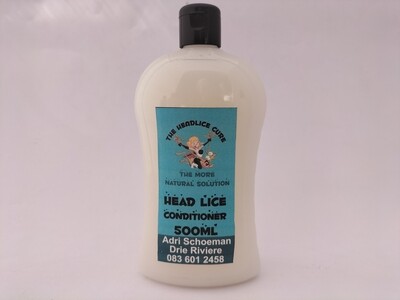 THE HEADLICE CURE
THE MORE
NATURAL SOLUTION
HEAD LICE
CONDITIONER
500ML
Adri Schoeman
Drie Riviere
083 601 2458